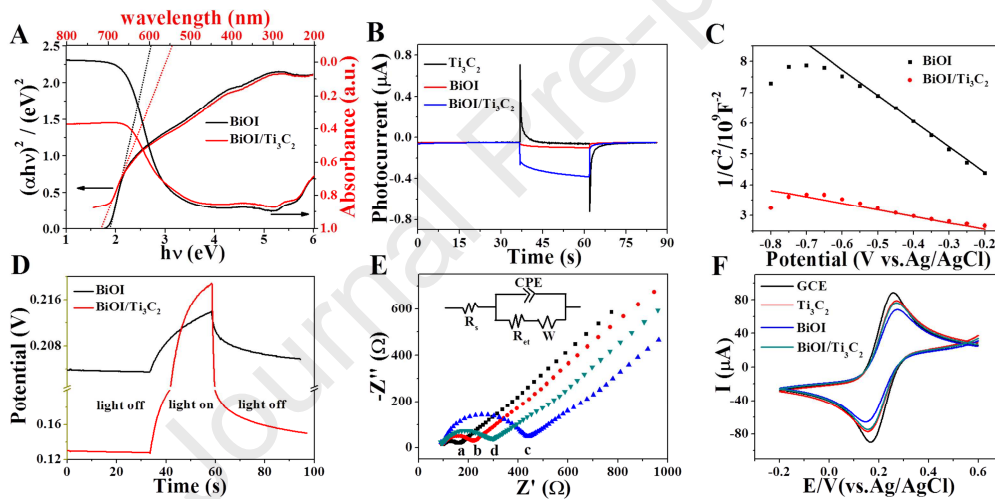 A
wavelength (nm)
800 700 600 500 400 300 200
2.5
2.0
1.5
1.0
0.5
0.0
(αhν)² / (eV)²
0.0
0.2
0.4
0.6
0.8
1.0
Absorbance (a.u.)
BiOI
BiOI/Ti₃C₂
1 2 3 4 5 6
hν (eV)
B
0.8
0.4
0.0
-0.4
-0.8
Photocurrent (μA)
Ti₃C₂
BiOI
BiOI/Ti₃C₂
0 15 30 45 60 75 90
Time (s)
C
8
7
6
5
4
3
1/C²/10⁹F⁻²
BiOI
BiOI/Ti₃C₂
-0.8 -0.7 -0.6 -0.5 -0.4 -0.3 -0.2
Potential (V vs.Ag/AgCl)
D
0.216
0.208
0.16
0.12
Potential (V)
BiOI
BiOI/Ti₃C₂
light off light on light off
0 20 40 60 80 100
Time (s)
E
600
400
200
0
-Z'' (Ω)
CPE
Rs
Ret W
a b d c
0 200 400 600 800 1000
Z' (Ω)
F
80
40
0
-40
-80
I (μA)
GCE
Ti₃C₂
BiOI
BiOI/Ti₃C₂
-0.2 0.0 0.2 0.4 0.6
E/V(vs.Ag/AgCl)
Journal Pre-p